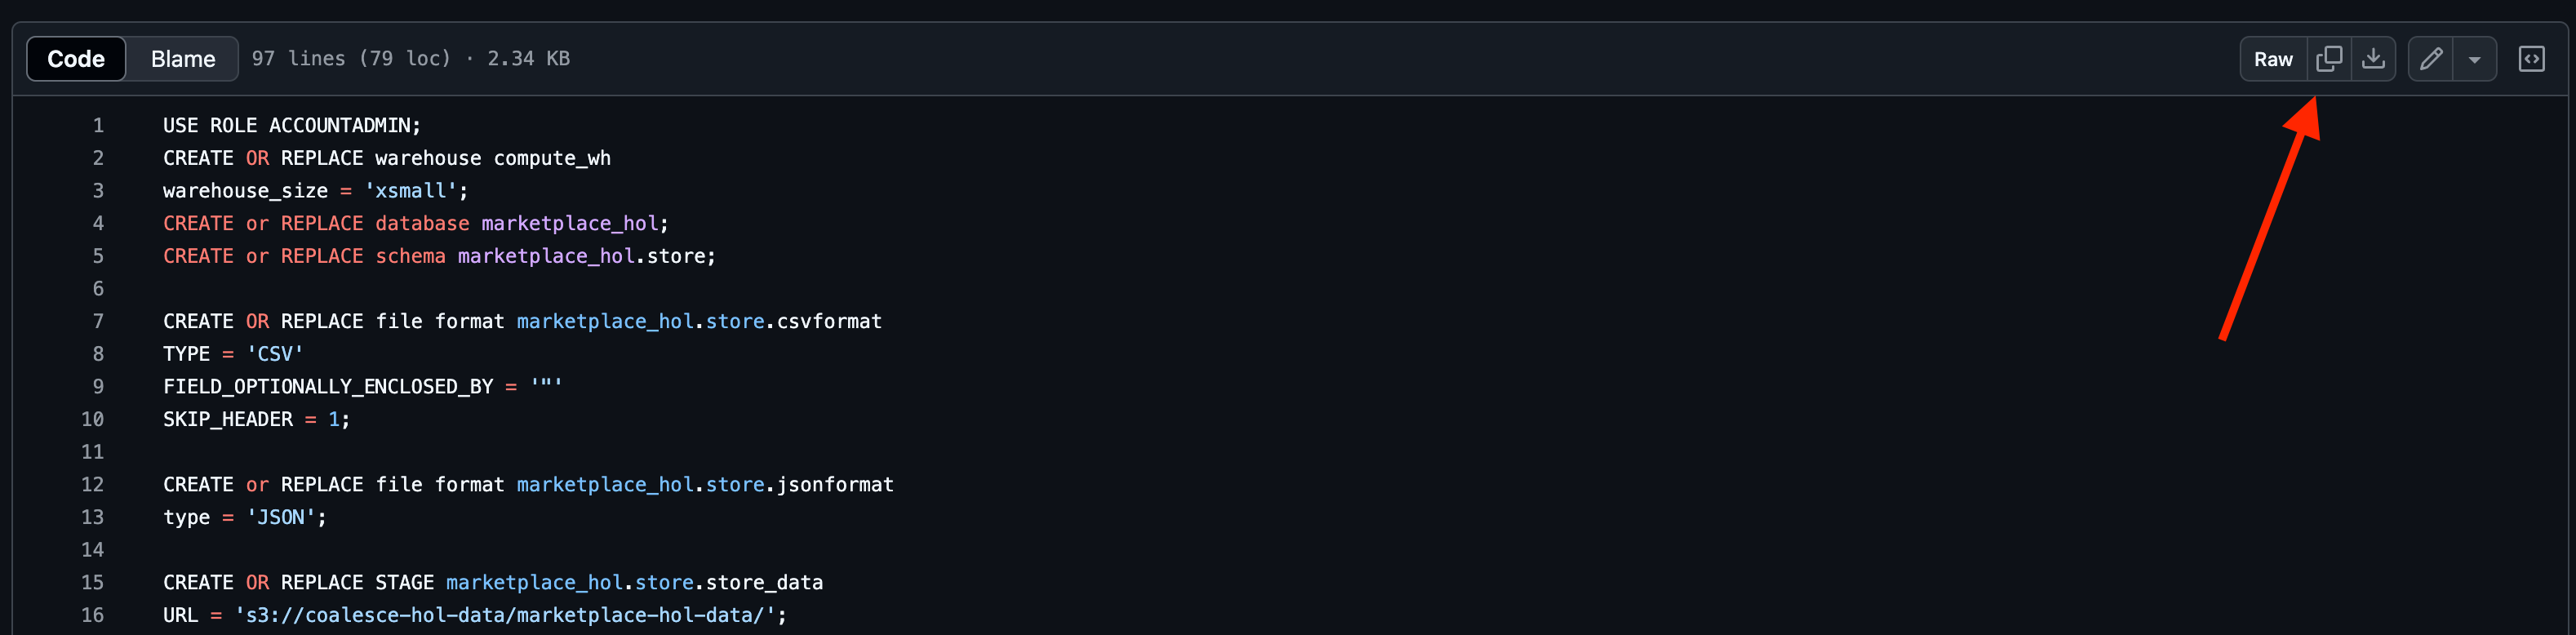 Code Blame 97 lines (79 loc) · 2.34 KB Raw
1 USE ROLE ACCOUNTADMIN;
2 CREATE OR REPLACE warehouse compute_wh
3 warehouse_size = 'xsmall';
4 CREATE or REPLACE database marketplace_hol;
5 CREATE or REPLACE schema marketplace_hol.store;
6
7 CREATE OR REPLACE file format marketplace_hol.store.csvformat
8 TYPE = 'CSV'
9 FIELD_OPTIONALLY_ENCLOSED_BY = '"'
10 SKIP_HEADER = 1;
11
12 CREATE or REPLACE file format marketplace_hol.store.jsonformat
13 type = 'JSON';
14
15 CREATE OR REPLACE STAGE marketplace_hol.store.store_data
16 URL = 's3://coalesce-hol-data/marketplace-hol-data/';